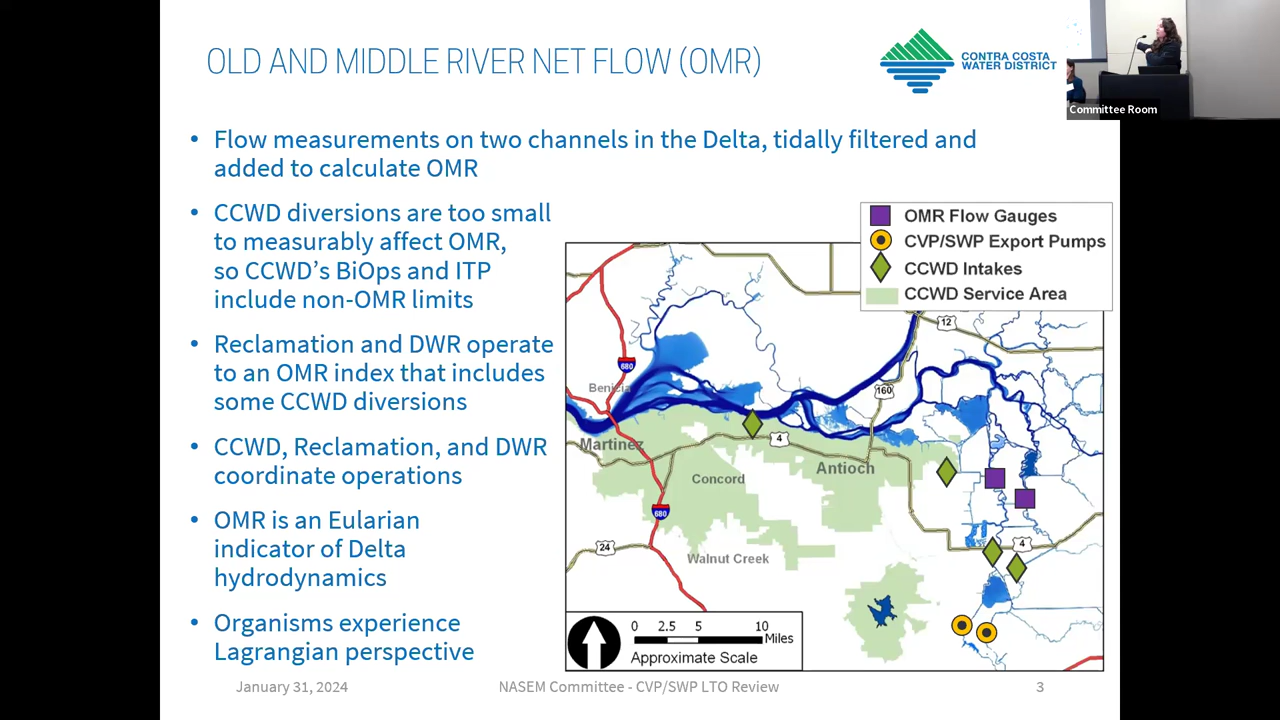 OLD AND MIDDLE RIVER NET FLOW (OMR)
CONTRA COSTA
WATER DISTRICT
Committee Room
• Flow measurements on two channels in the Delta, tidally filtered and
added to calculate OMR
• CCWD diversions are too small
to measurably affect OMR,
so CCWD’s BiOps and ITP
include non-OMR limits
• Reclamation and DWR operate
to an OMR index that includes
some CCWD diversions
• CCWD, Reclamation, and DWR
coordinate operations
• OMR is an Eularian
indicator of Delta
hydrodynamics
• Organisms experience
Lagrangian perspective
OMR Flow Gauges
CVP/SWP Export Pumps
CCWD Intakes
CCWD Service Area
12
680
Benicia
160
Martinez
4
Antioch
Concord
680
24
Walnut Creek
4
0 2.5 5 10
Miles
Approximate Scale
January 31, 2024
NASEM Committee - CVP/SWP LTO Review
3